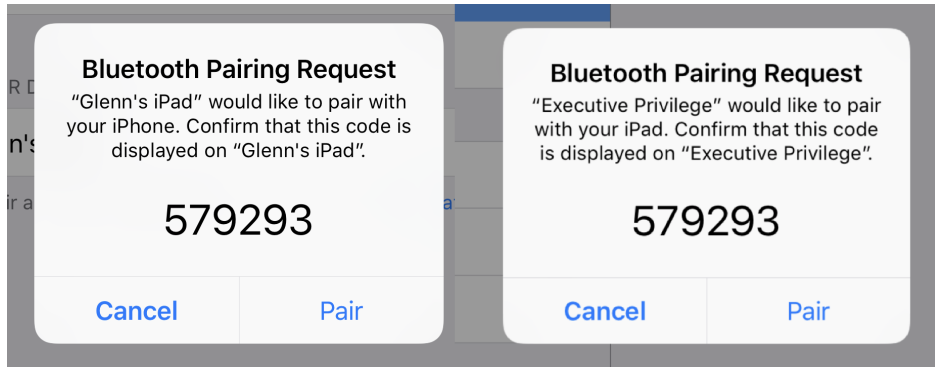 R D
n's
ir a
Bluetooth Pairing Request
“Glenn's iPad” would like to pair with
your iPhone. Confirm that this code is
displayed on “Glenn's iPad”.
579293
Cancel
Pair
a
Bluetooth Pairing Request
“Executive Privilege” would like to pair
with your iPad. Confirm that this code
is displayed on “Executive Privilege”.
579293
Cancel
Pair